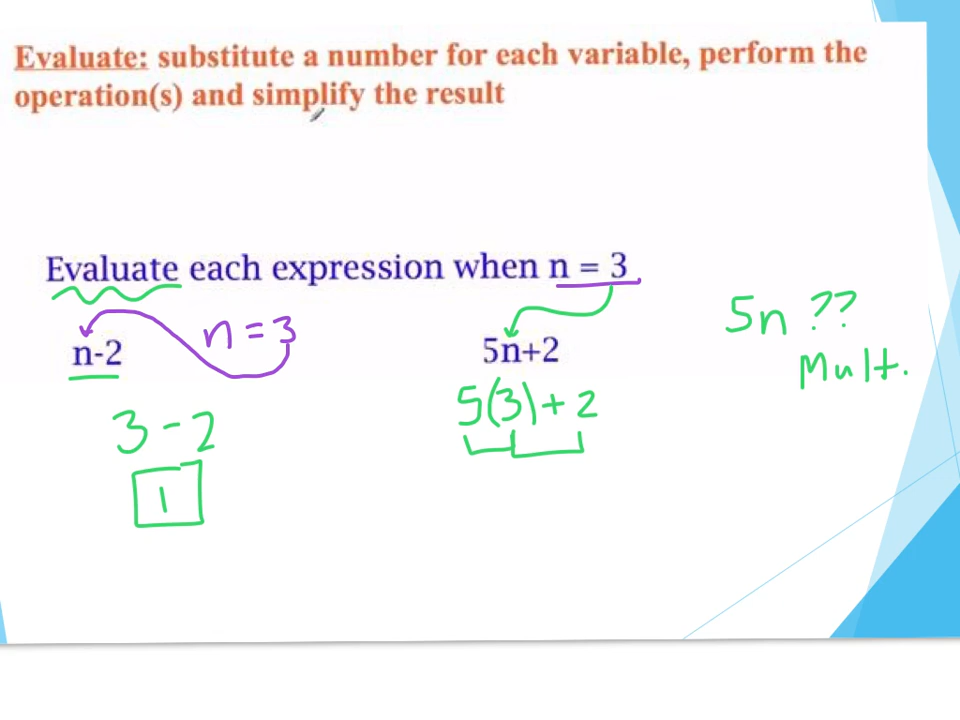 Evaluate: substitute a number for each variable, perform the
operation(s) and simplify the result
Evaluate each expression when n = 3
n = 3
n-2
3 - 2
1
5n+2
5(3) + 2
5n ??
Mult.